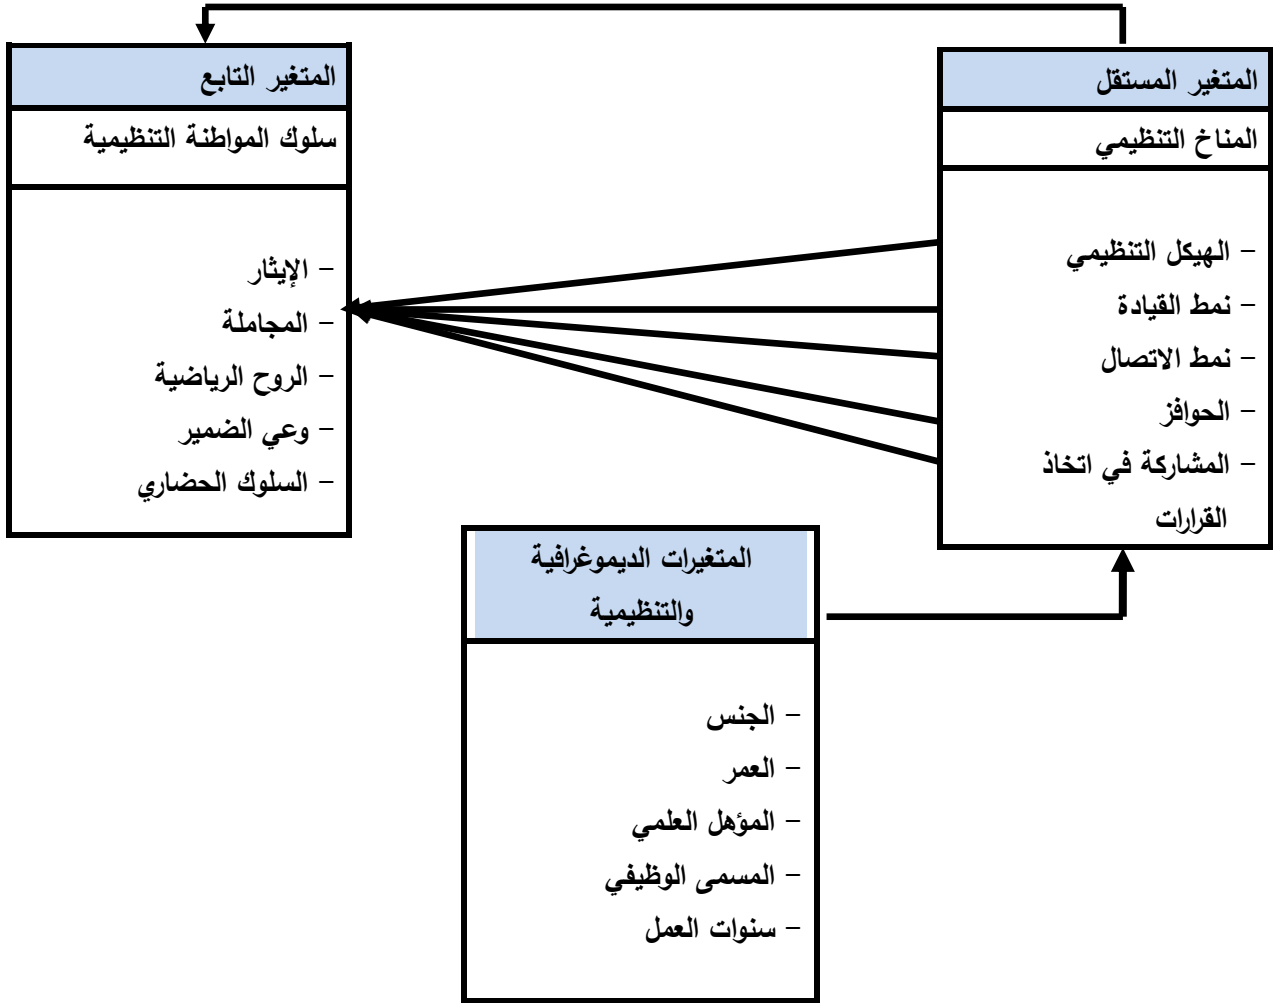 المتغير المستقل
المناخ التنظيمي
- الهيكل التنظيمي
- نمط القيادة
- نمط الاتصال
- الحوافز
- المشاركة في اتخاذ
القرارات
المتغير التابع
سلوك المواطنة التنظيمية
- الإيثار
- المجاملة
- الروح الرياضية
- وعي الضمير
- السلوك الحضاري
المتغيرات الديموغرافية
والتنظيمية
- الجنس
- العمر
- المؤهل العلمي
- المسمى الوظيفي
- سنوات العمل